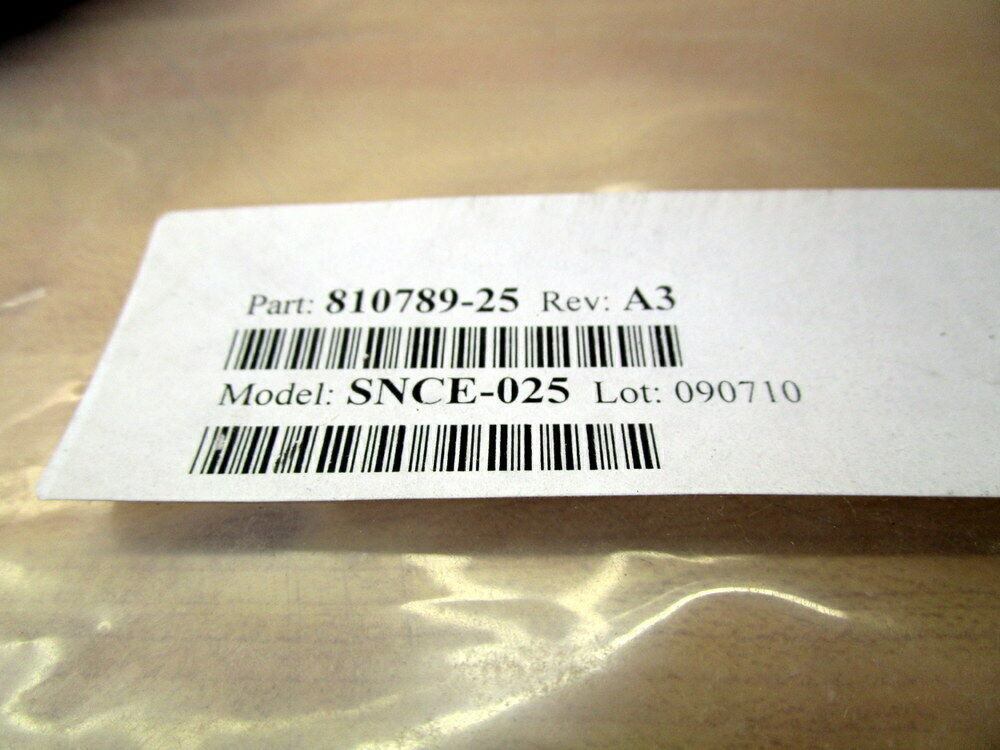 Part: 810789-25 Rev: A3
Model: SNCE-025 Lot: 090710